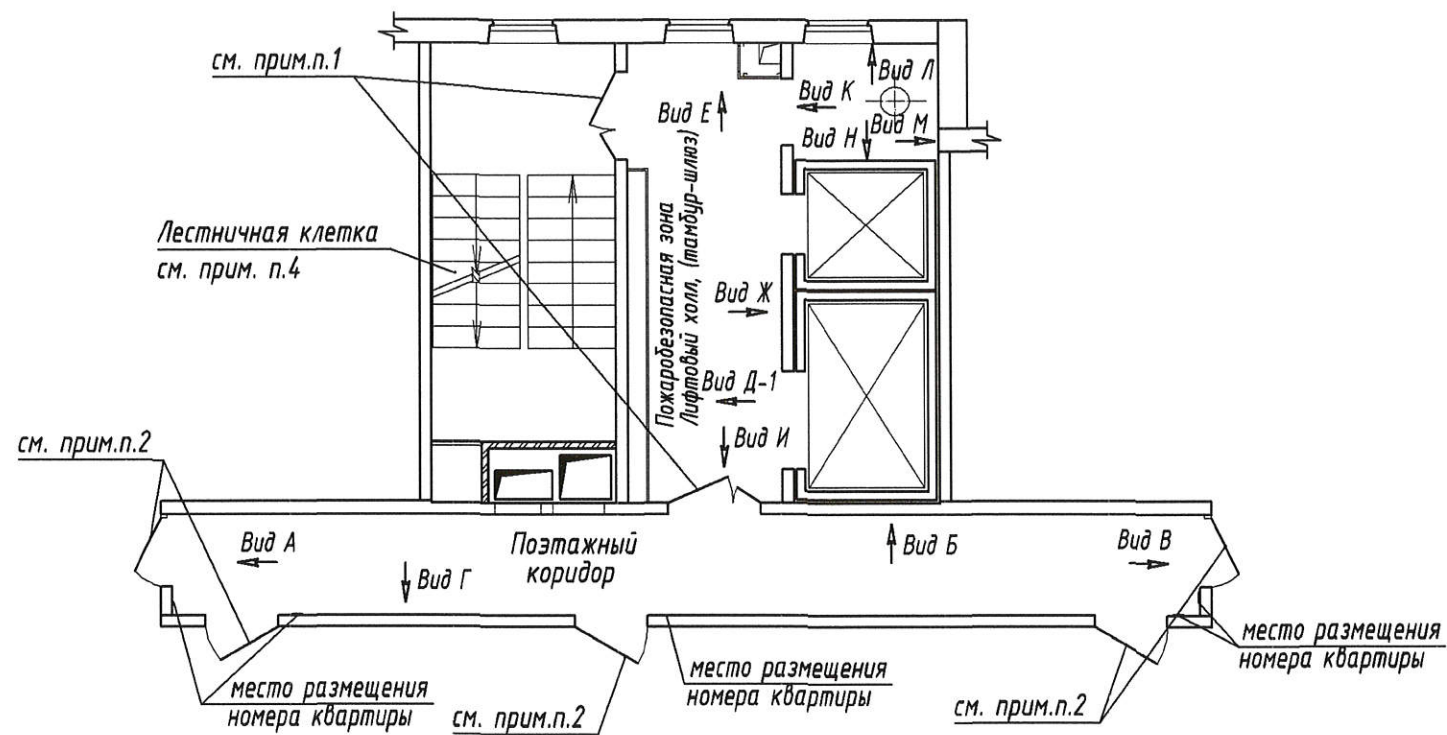 см. прим.п.1
Вид Л
Вид К
Вид Е
Вид М
Вид Н
Лестничная клетка
см. прим. п.4
Пожаробезопасная зона
Лифтовый холл, (тамбур-шлюз)
Вид Ж
Вид Д-1
Вид И
см. прим.п.2
Вид А
Поэтажный
коридор
Вид Б
Вид В
Вид Г
место размещения
номера квартиры
место размещения
номера квартиры
место размещения
номера квартиры
см. прим.п.2
см. прим.п.2